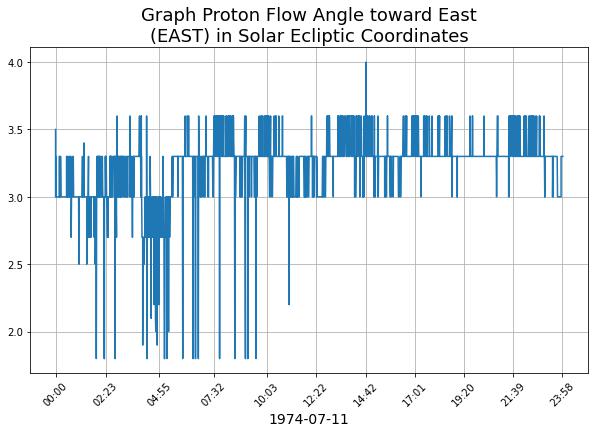 Graph Proton Flow Angle toward East
(EAST) in Solar Ecliptic Coordinates
4.0
3.5
3.0
2.5
2.0
00:00 02:23 04:55 07:32 10:03 12:22 14:42 17:01 19:20 21:39 23:58
1974-07-11